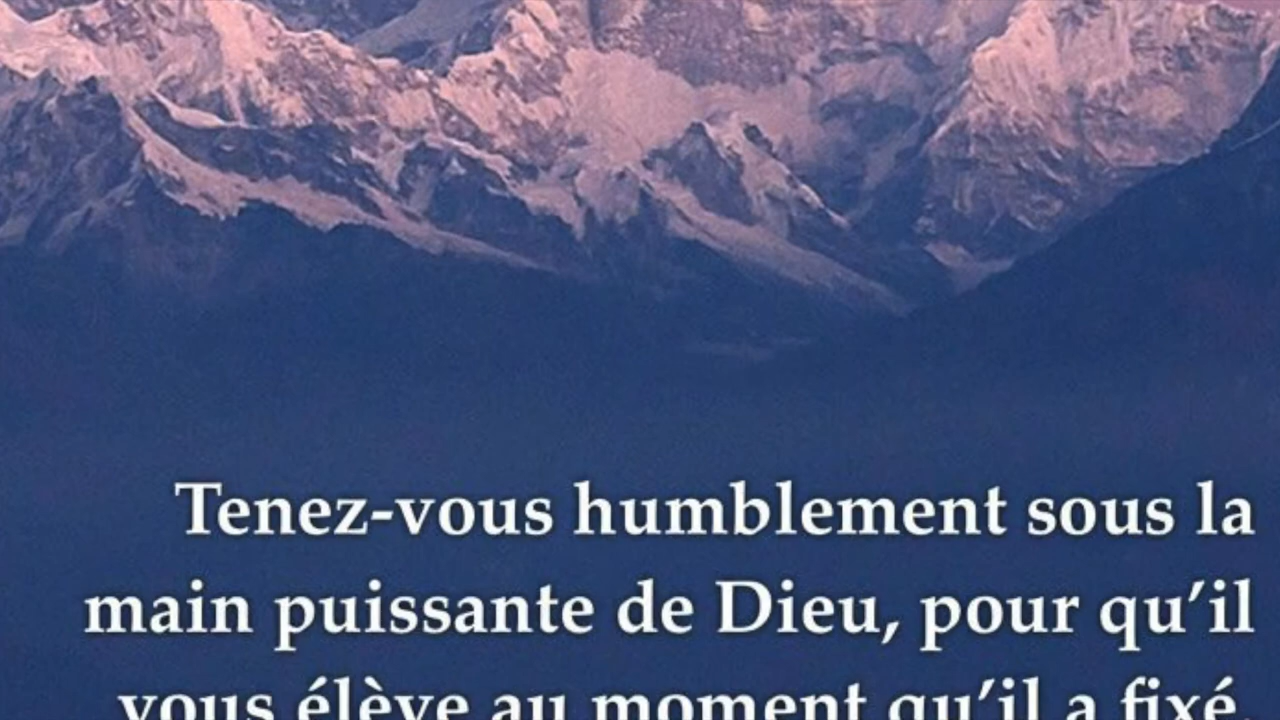 Tenez-vous humblement sous la
main puissante de Dieu, pour qu’il
vous élève au moment qu’il a fixé.